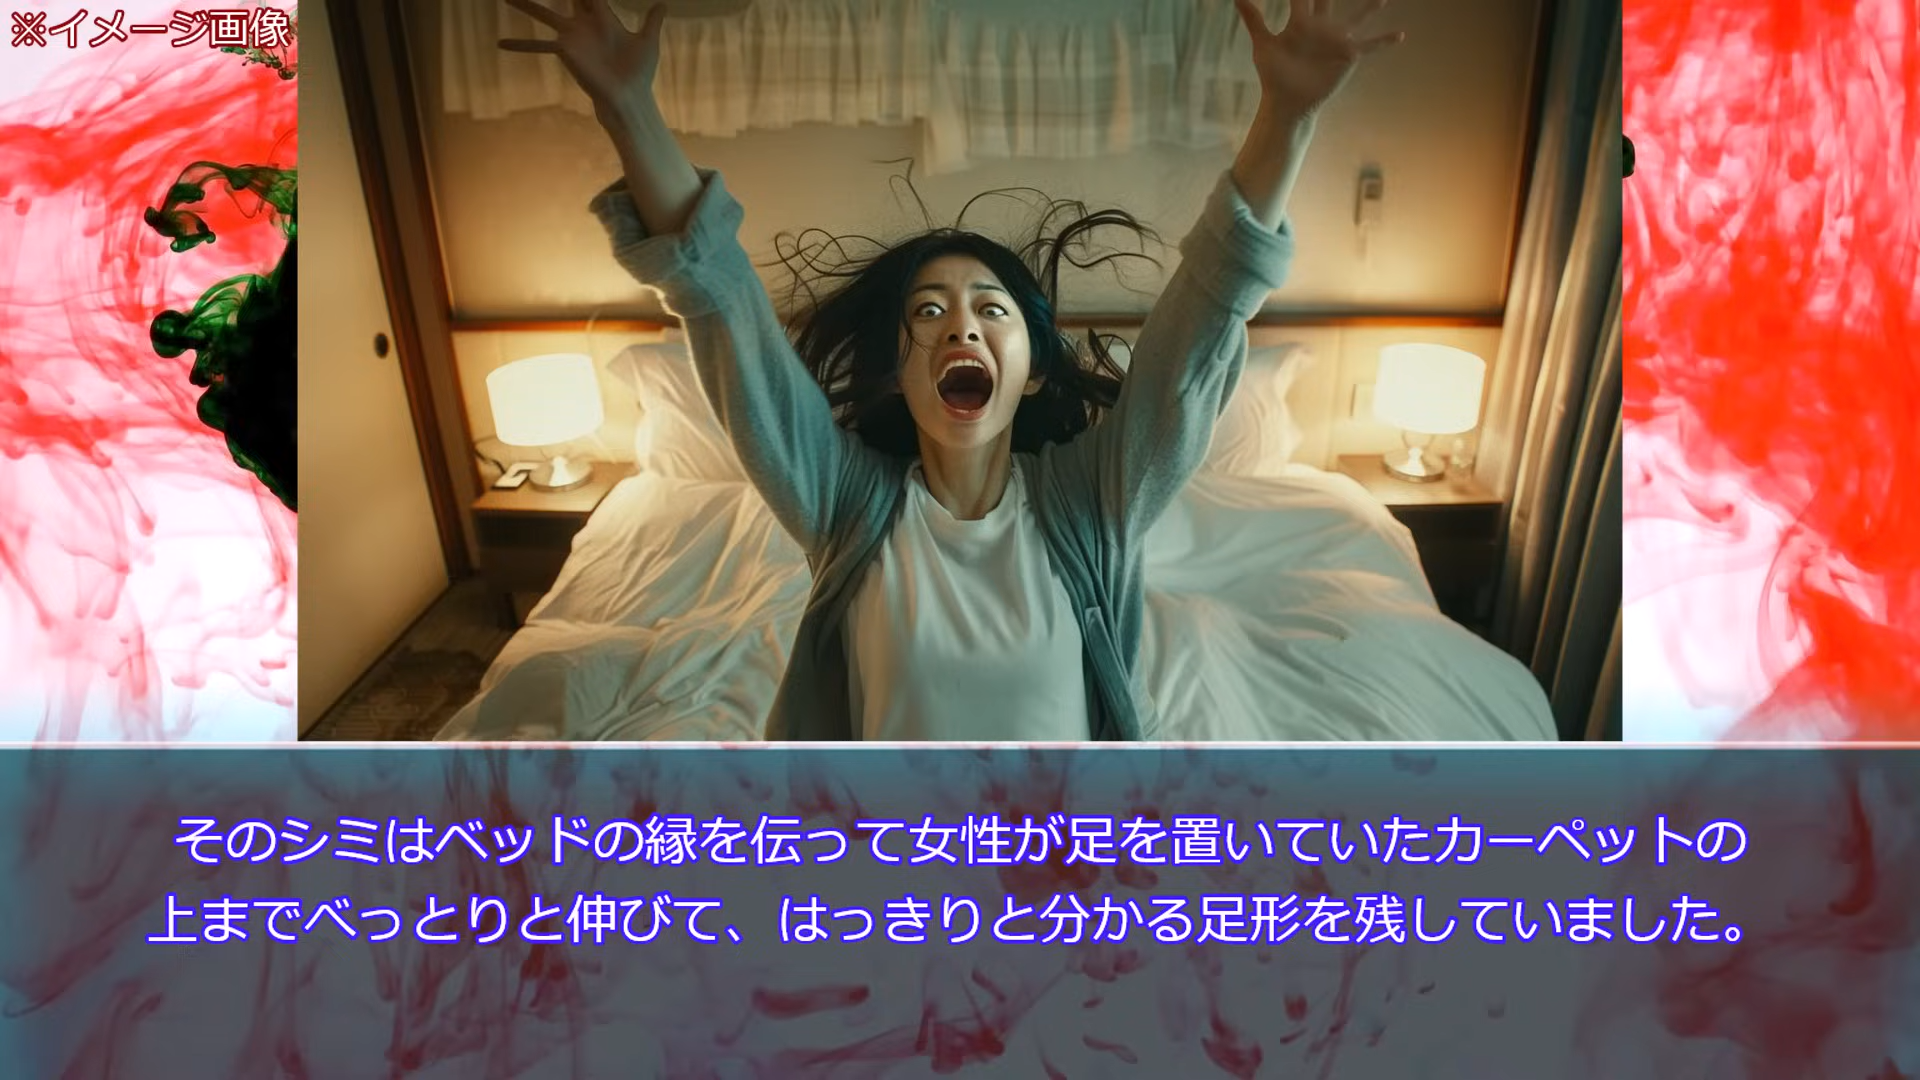 ※イメージ画像
そのシミはベッドの縁を伝って女性が足を置いていたカーペットの
上までべっとりと伸びて、はっきりと分かる足形を残していました。